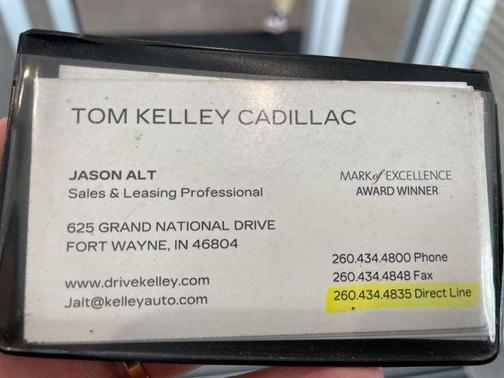 TOM KELLEY CADILLAC
JASON ALT
Sales & Leasing Professional
MARK of EXCELLENCE
AWARD WINNER
625 GRAND NATIONAL DRIVE
FORT WAYNE, IN 46804
www.drivekelley.com
Jalt@kelleyauto.com
260.434.4800 Phone
260.434.4848 Fax
260.434.4835 Direct Line